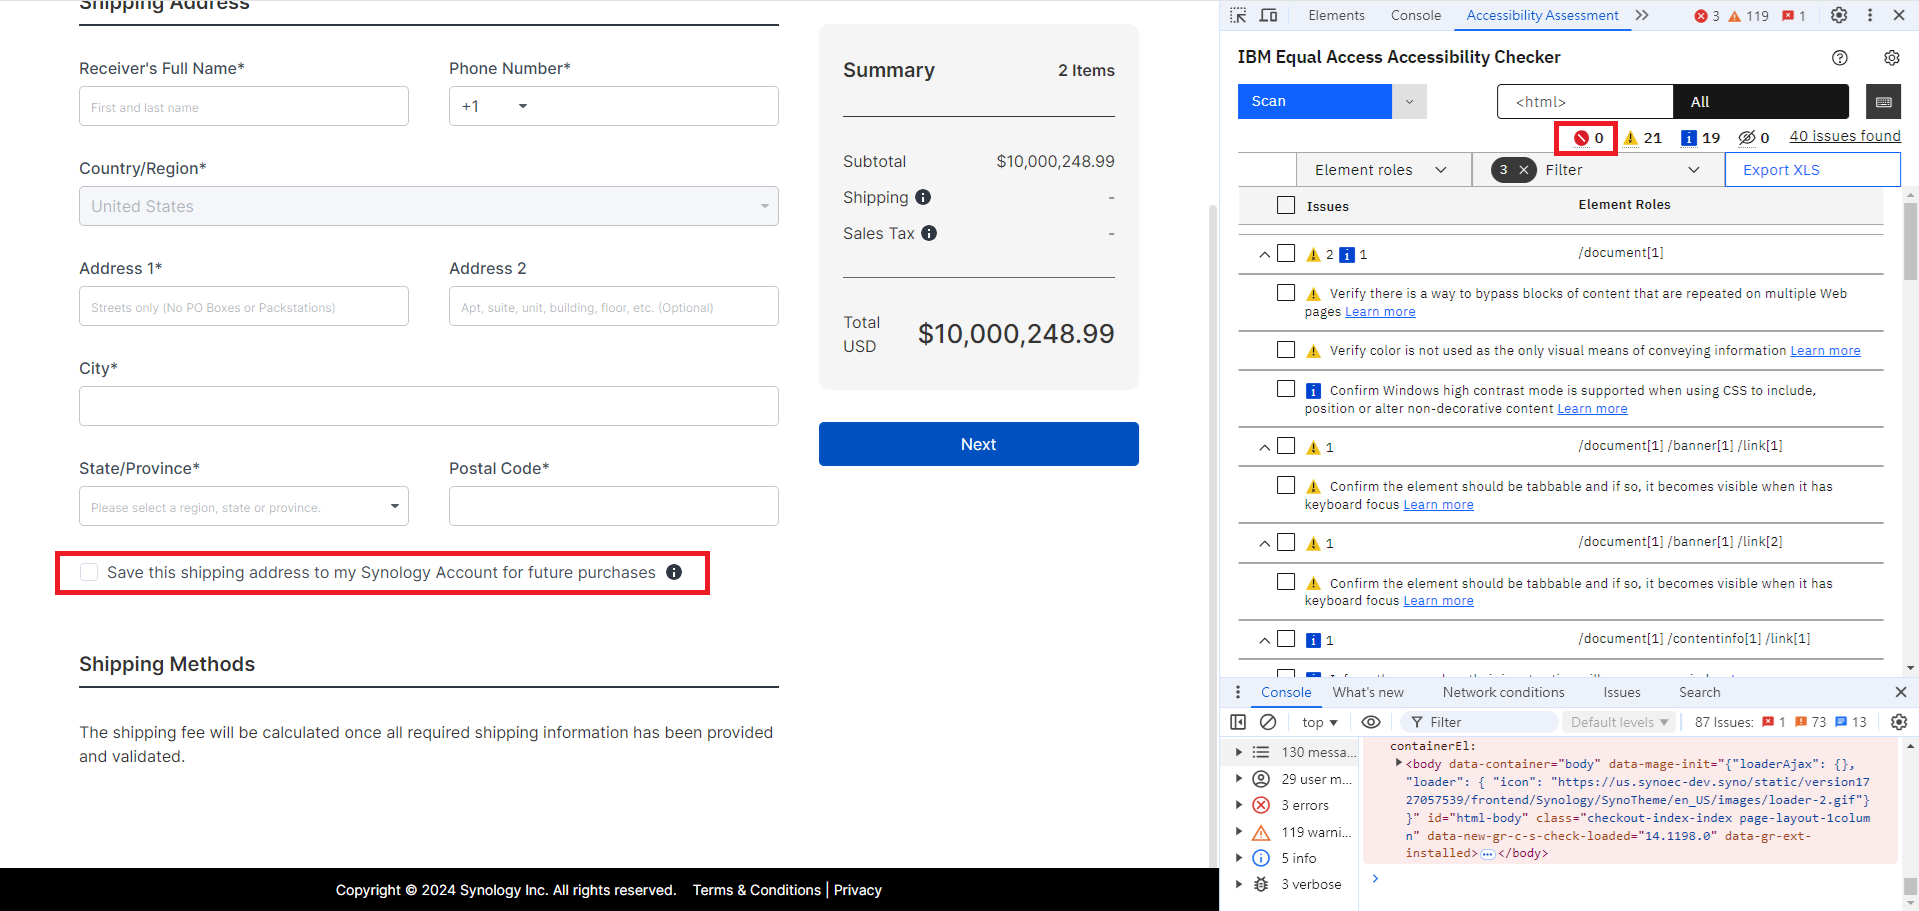 Shipping Address
Receiver's Full Name*
Phone Number*
First and last name
+1
Country/Region*
United States
Address 1*
Address 2
Streets only (No PO Boxes or Packstations)
Apt, suite, unit, building, floor, etc. (Optional)
City*
State/Province*
Postal Code*
Please select a region, state or province.
Save this shipping address to my Synology Account for future purchases
Shipping Methods
The shipping fee will be calculated once all required shipping information has been provided
and validated.
Summary
2 Items
Subtotal
$10,000,248.99
Shipping
-
Sales Tax
-
Total
USD
$10,000,248.99
Next
Copyright © 2024 Synology Inc. All rights reserved. Terms & Conditions | Privacy
Elements Console Accessibility Assessment 3 119 1
IBM Equal Access Accessibility Checker
Scan
<html>
All
0 21 19 0 40 issues found
Element roles
3
Filter
Export XLS
Issues
Element Roles
2 1 /document[1]
Verify there is a way to bypass blocks of content that are repeated on multiple Web
pages Learn more
Verify color is not used as the only visual means of conveying information Learn more
Confirm Windows high contrast mode is supported when using CSS to include,
position or alter non-decorative content Learn more
1 /document[1] /banner[1] /link[1]
Confirm the element should be tabbable and if so, it becomes visible when it has
keyboard focus Learn more
1 /document[1] /banner[1] /link[2]
Confirm the element should be tabbable and if so, it becomes visible when it has
keyboard focus Learn more
1 /document[1] /contentinfo[1] /link[1]
Console What's new Network conditions Issues Search
top
Filter
Default levels
87 Issues: 1 73 13
130 messa...
29 user m...
3 errors
119 warni...
5 info
3 verbose
containerEl:
<body data-container="body" data-mage-init="{"loaderAjax": {},
"loader": { "icon": "https://us.synoec-dev.syno/static/version17
27057539/frontend/Synology/SynoTheme/en_US/images/loader-2.gif"}
}" id="html-body" class="checkout-index-index page-layout-1colum
n" data-new-gr-c-s-check-loaded="14.1198.0" data-gr-ext-
installed>…</body>